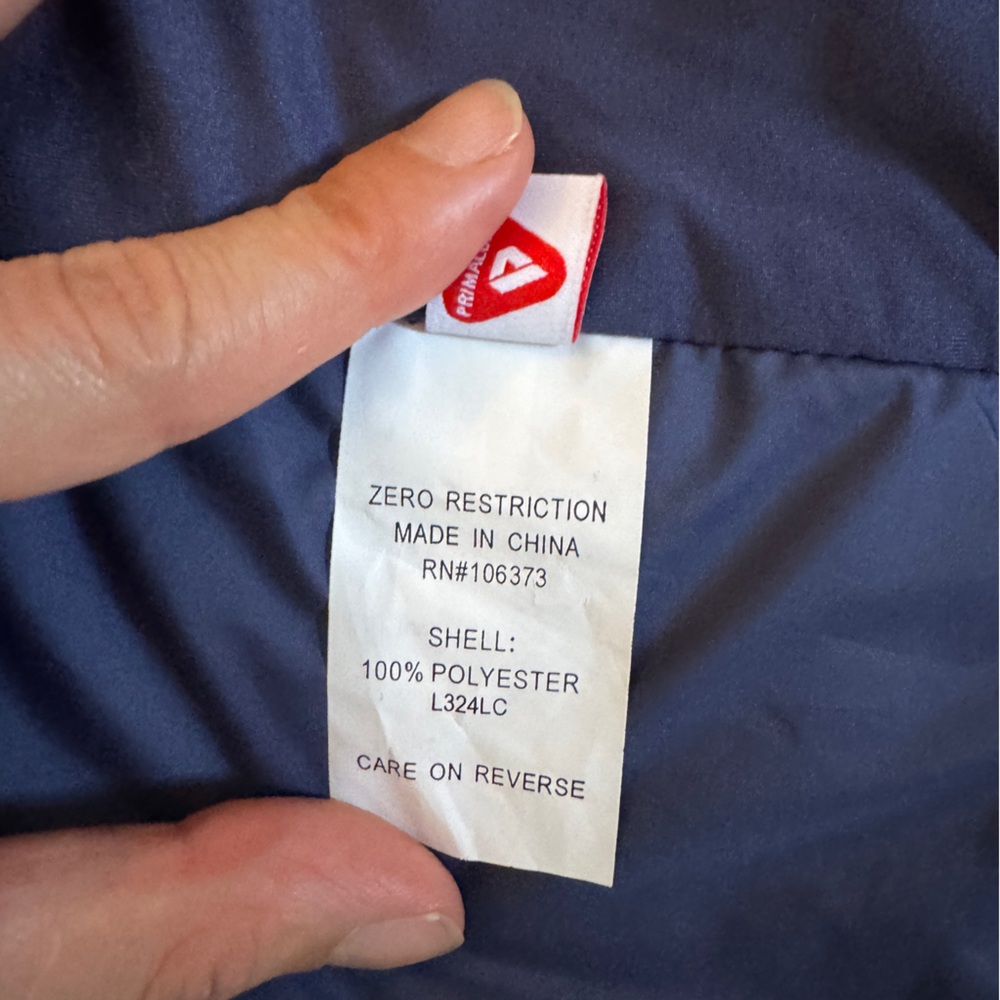 ZERO RESTRICTION
MADE IN CHINA
RN#106373
SHELL:
100% POLYESTER
L324LC
CARE ON REVERSE